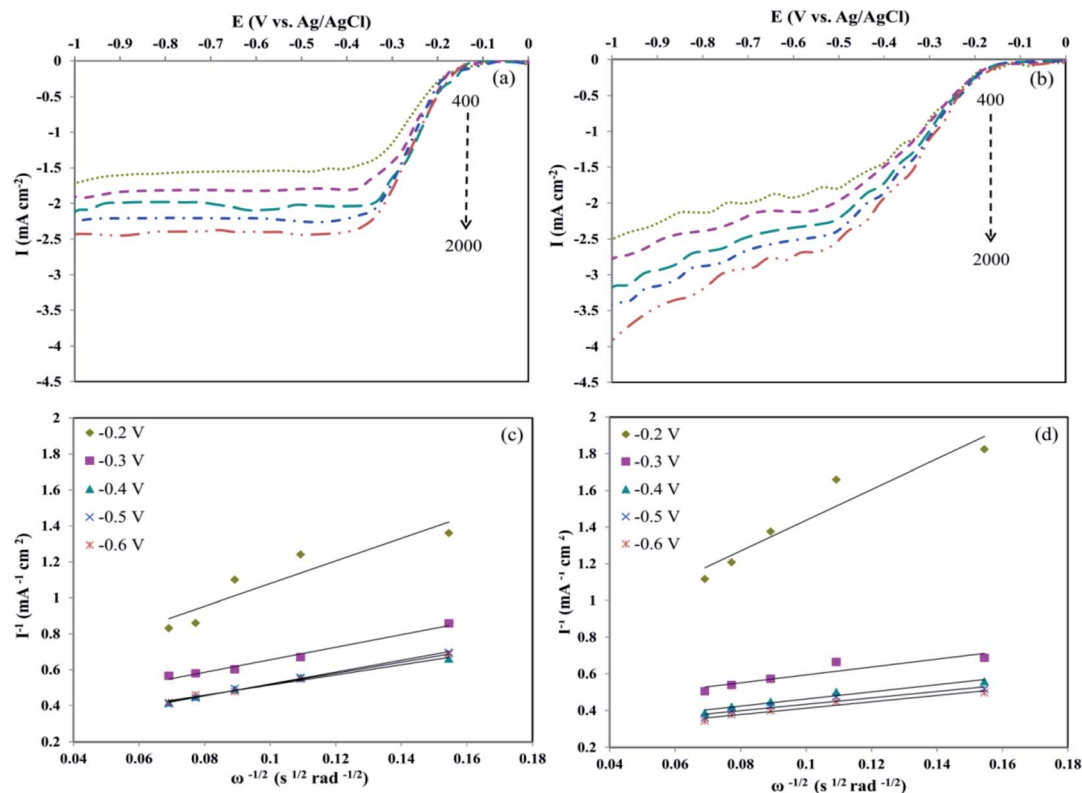 E (V vs. Ag/AgCl)
-1 -0.9 -0.8 -0.7 -0.6 -0.5 -0.4 -0.3 -0.2 -0.1 0
0
-0.5
-1
-1.5
-2
-2.5
-3
-3.5
-4
-4.5
I (mA cm⁻²)
(a)
400
2000
E (V vs. Ag/AgCl)
-1 -0.9 -0.8 -0.7 -0.6 -0.5 -0.4 -0.3 -0.2 -0.1 0
0
-0.5
-1
-1.5
-2
-2.5
-3
-3.5
-4
-4.5
I (mA cm⁻²)
(b)
400
2000
2
1.8
1.6
1.4
1.2
1
0.8
0.6
0.4
0.2
I⁻¹ (mA ⁻¹ cm ²)
-0.2 V
-0.3 V
-0.4 V
-0.5 V
-0.6 V
(c)
0.04 0.06 0.08 0.1 0.12 0.14 0.16 0.18
ω ⁻¹/² (s ¹/² rad ⁻¹/²)
2
1.8
1.6
1.4
1.2
1
0.8
0.6
0.4
0.2
I⁻¹ (mA ⁻¹ cm ²)
-0.2 V
-0.3 V
-0.4 V
-0.5 V
-0.6 V
(d)
0.04 0.06 0.08 0.1 0.12 0.14 0.16 0.18
ω ⁻¹/² (s ¹/² rad ⁻¹/²)